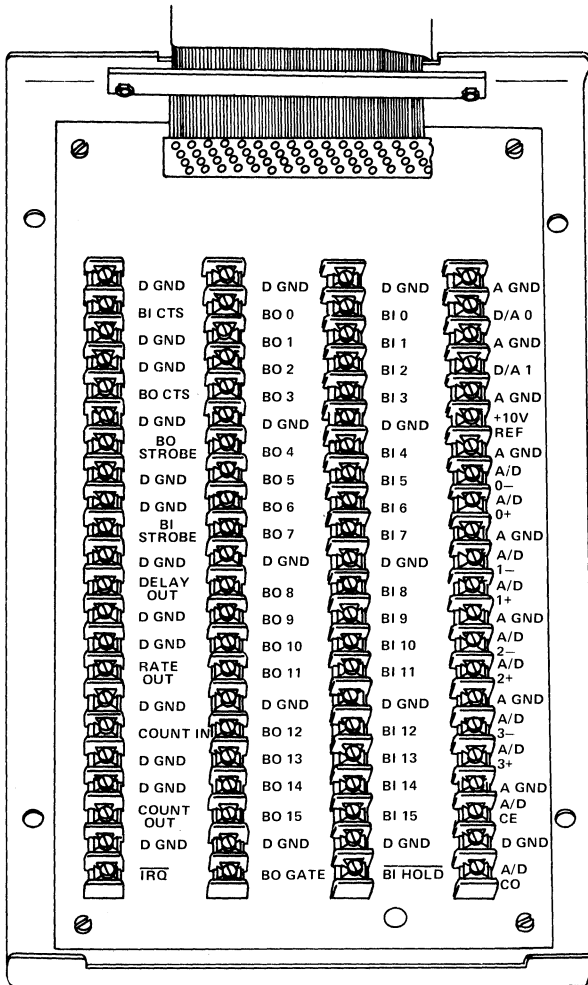 D GND
BI CTS
D GND
D GND
BO CTS
D GND
BO
STROBE
D GND
D GND
BI
STROBE
D GND
DELAY
OUT
D GND
D GND
RATE
OUT
D GND
COUNT IN
D GND
D GND
COUNT
OUT
D GND
IRQ
D GND
BO 0
BO 1
BO 2
BO 3
D GND
BO 4
BO 5
BO 6
BO 7
D GND
BO 8
BO 9
BO 10
BO 11
D GND
BO 12
BO 13
BO 14
BO 15
D GND
BO GATE
D GND
BI 0
BI 1
BI 2
BI 3
D GND
BI 4
BI 5
BI 6
BI 7
D GND
BI 8
BI 9
BI 10
BI 11
D GND
BI 12
BI 13
BI 14
BI 15
D GND
BI HOLD
A GND
D/A 0
A GND
D/A 1
A GND
+10V
REF
A GND
A/D
0−
A/D
0+
A GND
A/D
1−
A/D
1+
A GND
A/D
2−
A/D
2+
A GND
A/D
3−
A/D
3+
A GND
A/D
CE
D GND
A/D
CO